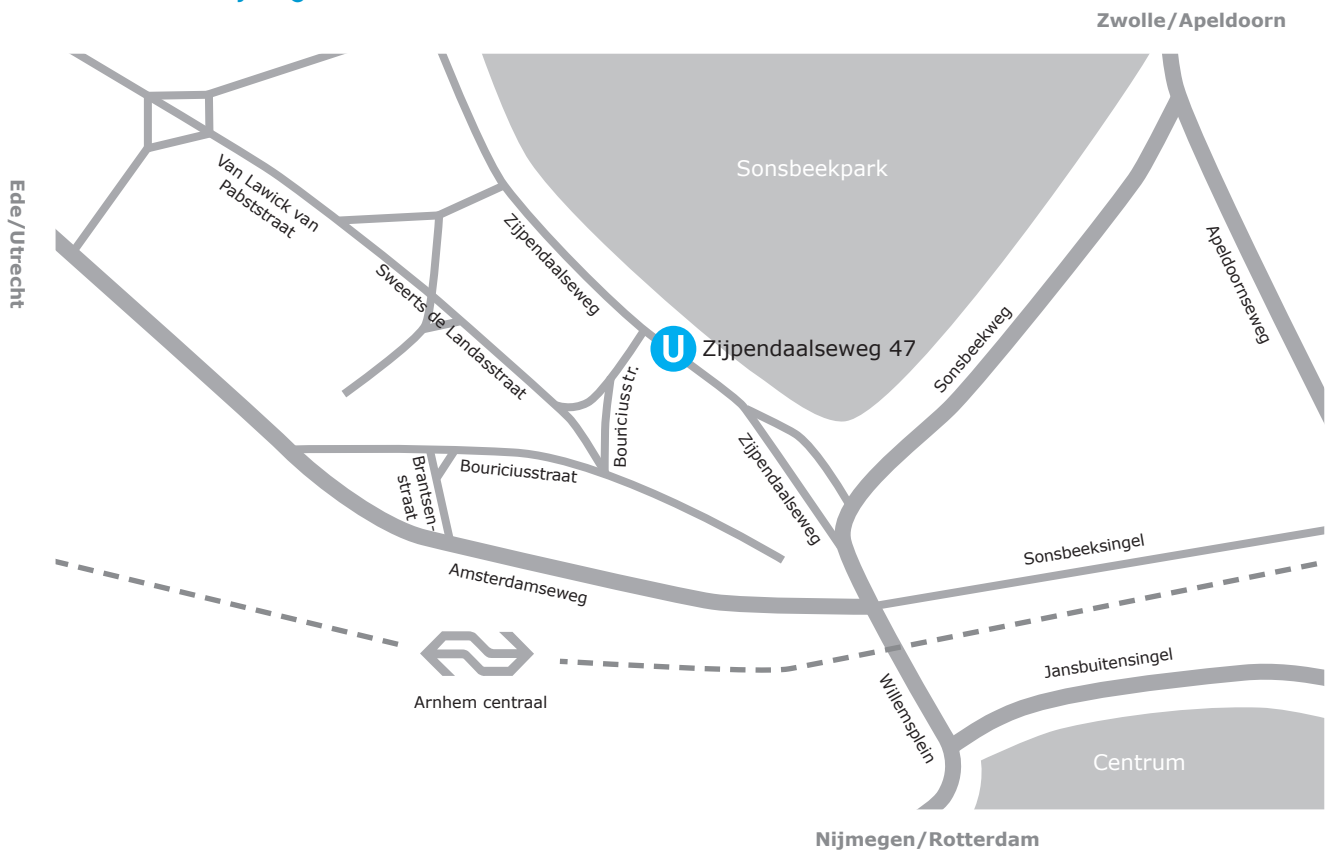 Zwolle/Apeldoorn
Ede/Utrecht
Sonsbeekpark
Van Lawick van
Pabststraat
Zijpendaalseweg
Apeldoornseweg
Sweerts de Landasstraat
U
Zijpendaalseweg 47
Sonsbeekweg
Bouriciusstr.
Zijpendaalseweg
Brantsen-
straat
Bouriciusstraat
Sonsbeeksingel
Amsterdamseweg
Jansbuitensingel
Willemsplein
Arnhem centraal
Centrum
Nijmegen/Rotterdam